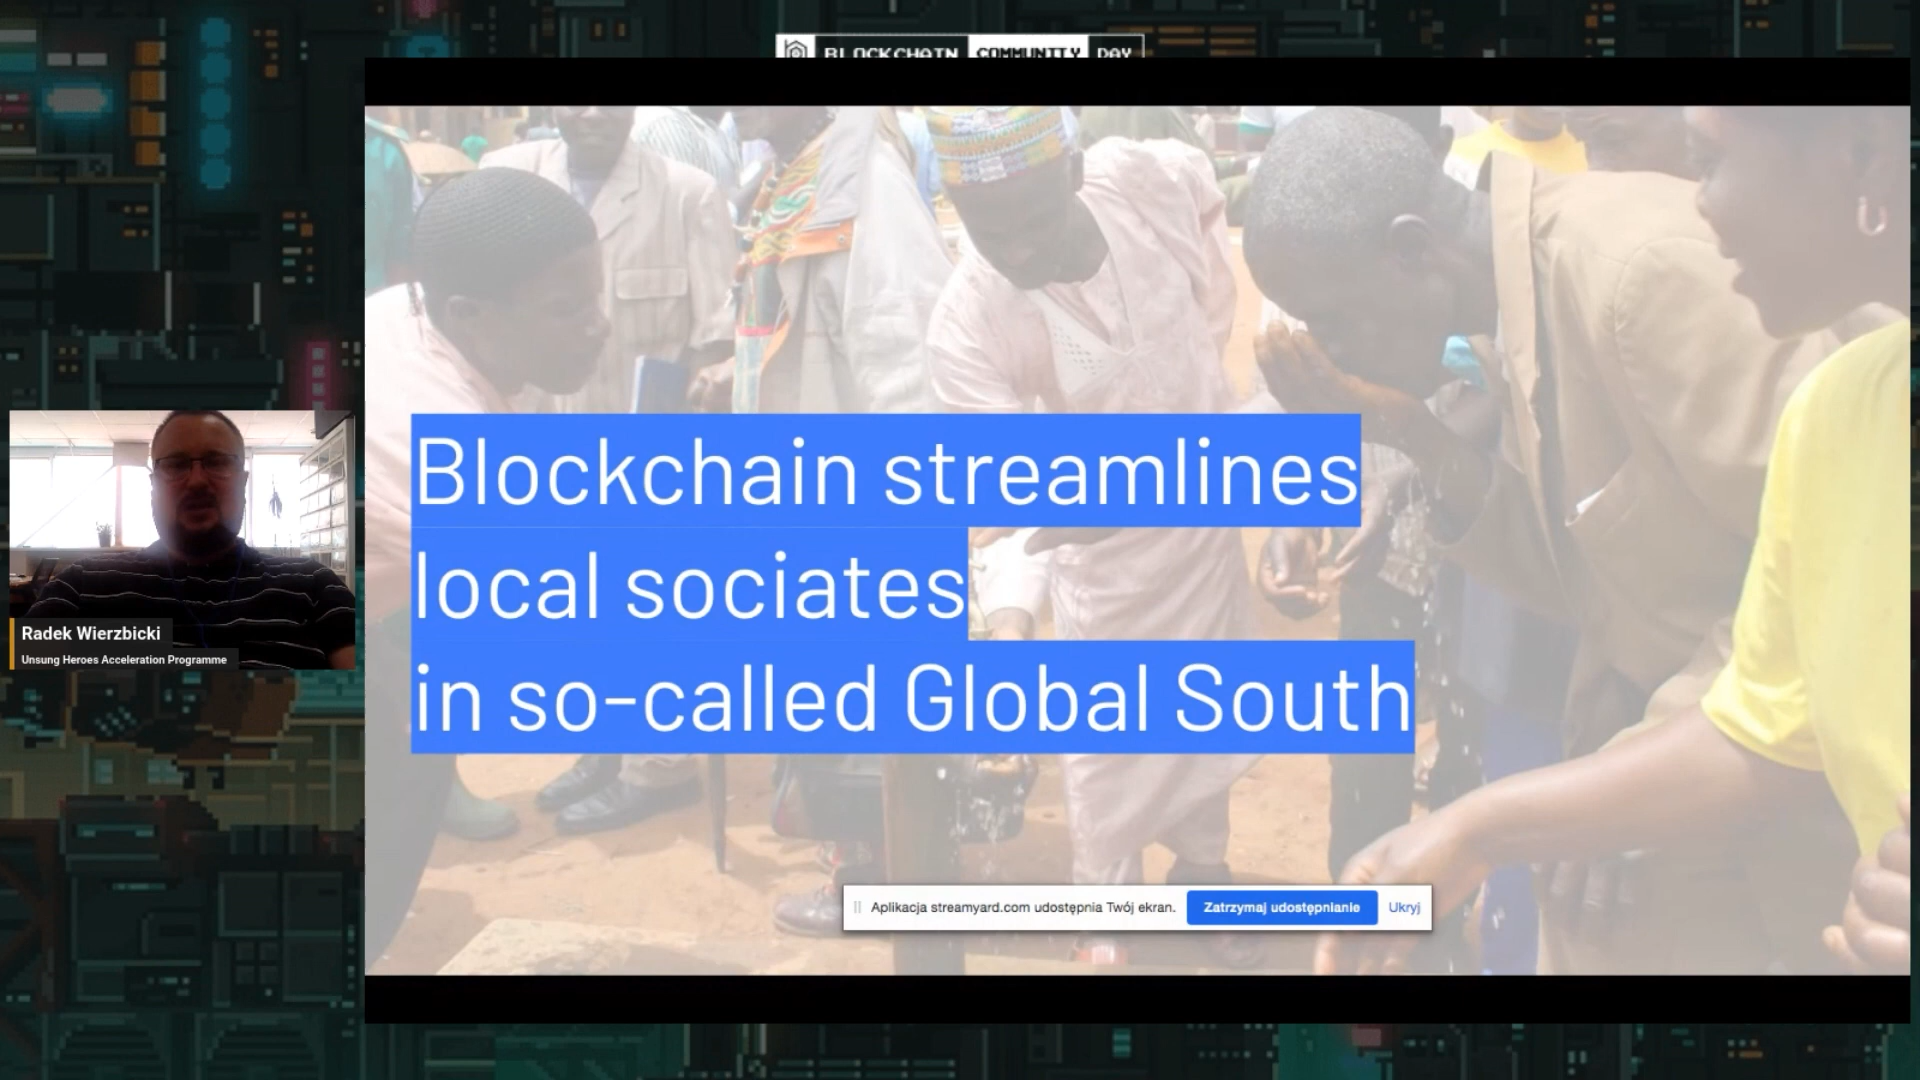 BLOCKCHAIN COMMUNITY DAY
Blockchain streamlines
local sociates
in so-called Global South
Radek Wierzbicki
Unsung Heroes Acceleration Programme
Aplikacja streamyard.com udostępnia Twój ekran. Zatrzymaj udostępnianie Ukryj